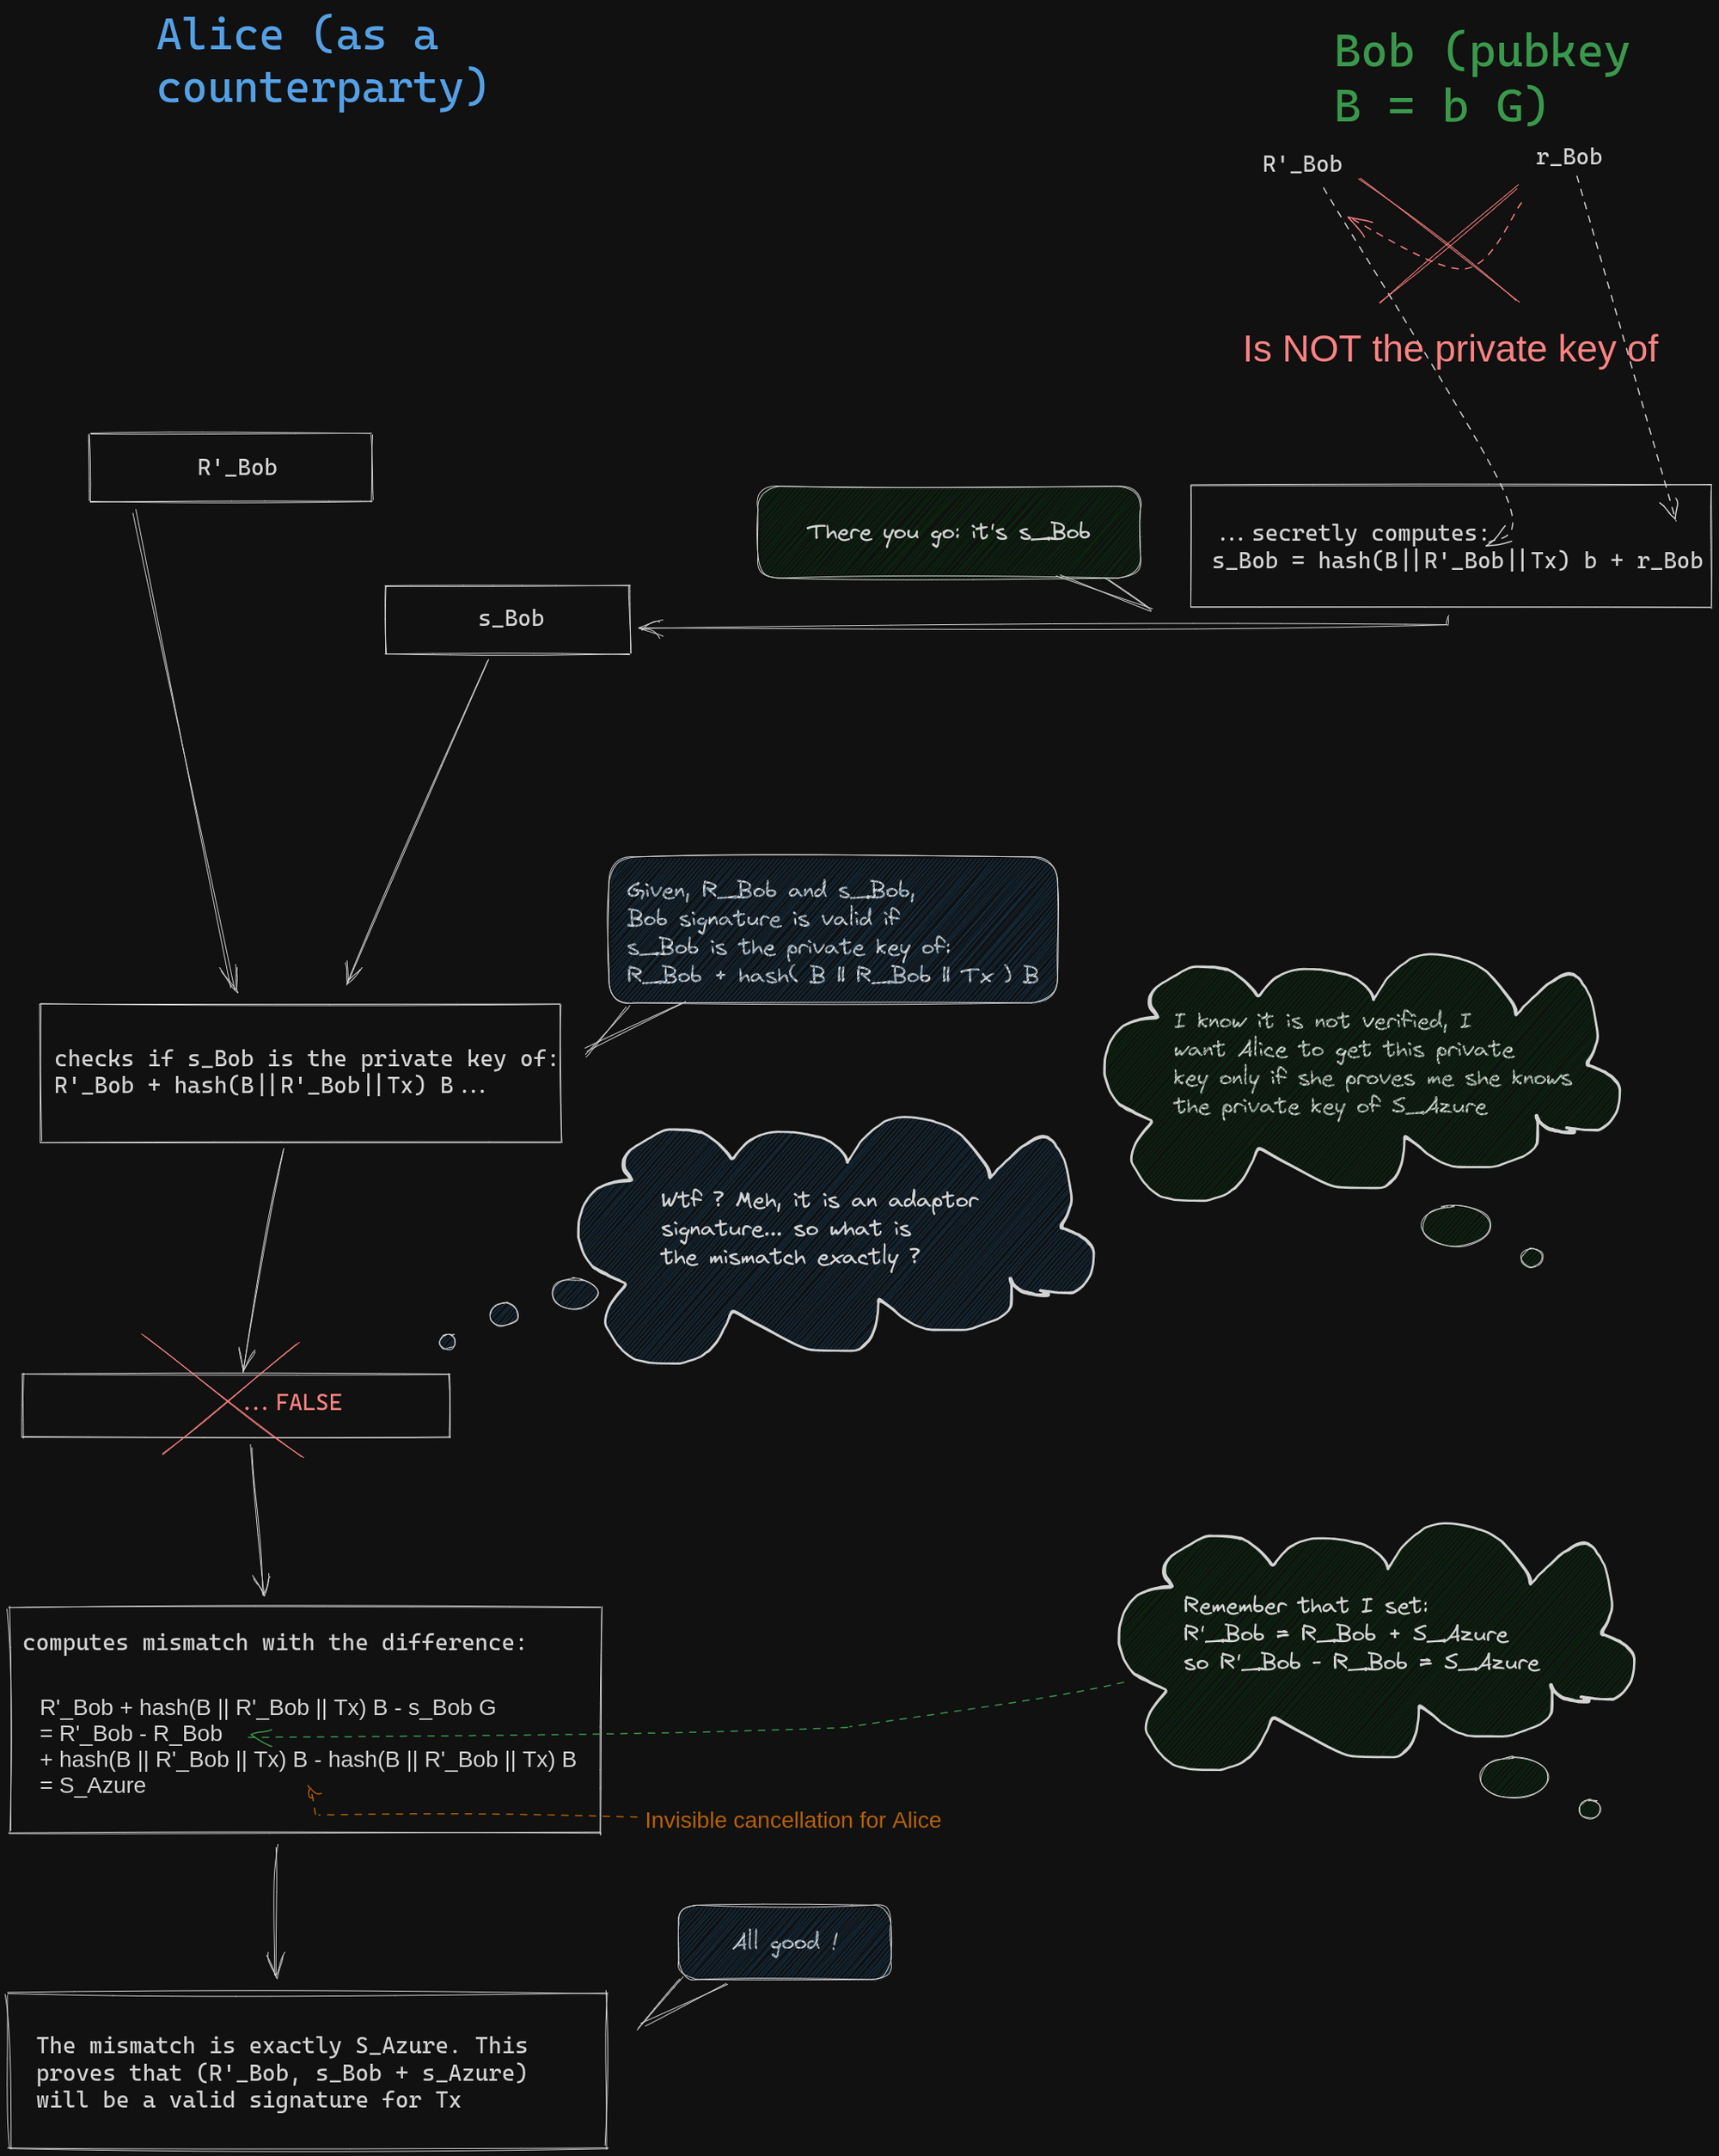 Alice (as a
counterparty)
Bob (pubkey
B = b G)
R'_Bob
r_Bob
Is NOT the private key of
R'_Bob
There you go: it's s_Bob
...secretly computes:
s_Bob = hash(B||R'_Bob||Tx) b + r_Bob
s_Bob
Given, R_Bob and s_Bob,
Bob signature is valid if
s_Bob is the private key of:
R_Bob + hash( B || R_Bob || Tx ) B
checks if s_Bob is the private key of:
R'_Bob + hash(B||R'_Bob||Tx) B...
I know it is not verified, I
want Alice to get this private
key only if she proves me she knows
the private key of S_Azure
Wtf ? Meh, it is an adaptor
signature... so what is
the mismatch exactly ?
...FALSE
Remember that I set:
R'_Bob = R_Bob + S_Azure
so R'_Bob - R_Bob = S_Azure
computes mismatch with the difference:
R'_Bob + hash(B || R'_Bob || Tx) B - s_Bob G
= R'_Bob - R_Bob
+ hash(B || R'_Bob || Tx) B - hash(B || R'_Bob || Tx) B
= S_Azure
Invisible cancellation for Alice
All good !
The mismatch is exactly S_Azure. This
proves that (R'_Bob, s_Bob + s_Azure)
will be a valid signature for Tx